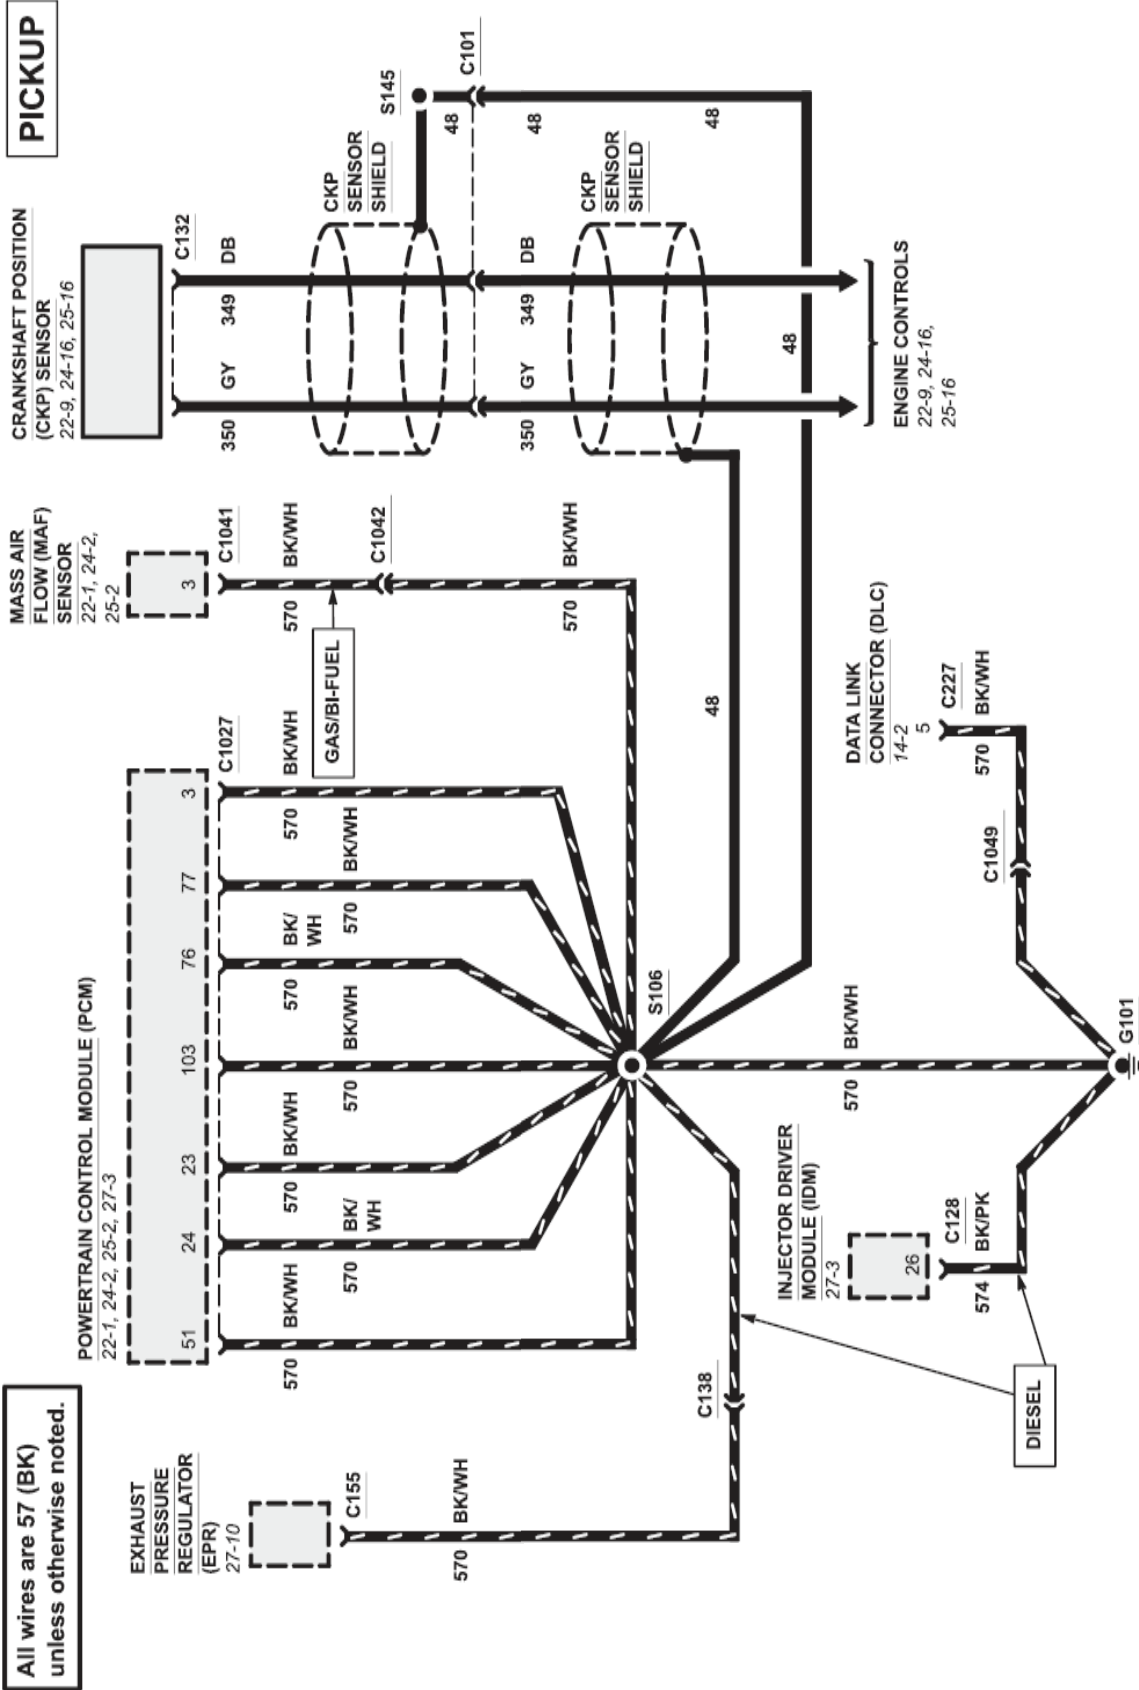 All wires are 57 (BK)
unless otherwise noted.
PICKUP
EXHAUST
PRESSURE
REGULATOR
(EPR)
27-10
C155
570
BK/WH
C138
POWERTRAIN CONTROL MODULE (PCM)
22-1, 24-2, 25-2, 27-3
51
24
23
103
76
77
3
C1027
570
BK/WH
570
BK/
WH
570
BK/WH
570
BK/WH
570
BK/
WH
570
BK/WH
570
BK/WH
MASS AIR
FLOW (MAF)
SENSOR
22-1, 24-2,
25-2
3
C1041
570
BK/WH
GAS/BI-FUEL
C1042
570
BK/WH
CRANKSHAFT POSITION
(CKP) SENSOR
22-9, 24-16, 25-16
C132
350
GY
349
DB
CKP
SENSOR
SHIELD
S145
48
C101
350
GY
349
DB
48
CKP
SENSOR
SHIELD
48
48
48
ENGINE CONTROLS
22-9, 24-16,
25-16
S106
570
BK/WH
INJECTOR DRIVER
MODULE (IDM)
27-3
26
C128
574
BK/PK
DIESEL
DATA LINK
CONNECTOR (DLC)
14-2
5
C227
570
BK/WH
C1049
G101